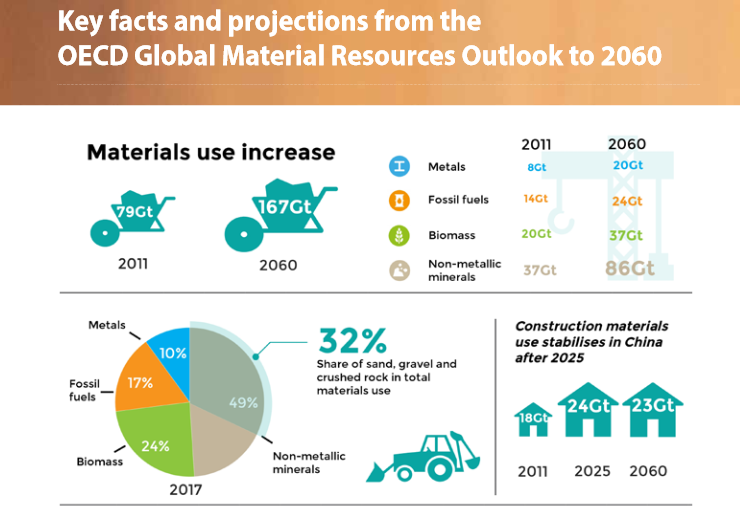 Key facts and projections from the
OECD Global Material Resources Outlook to 2060
Materials use increase
79Gt
167Gt
2011
2060
2011 2060
Metals 8Gt 20Gt
Fossil fuels 14Gt 24Gt
Biomass 20Gt 37Gt
Non-metallic
minerals 37Gt 86Gt
Metals
10%
Fossil
fuels
17%
49%
24%
Biomass
Non-metallic
minerals
2017
32%
Share of sand, gravel and
crushed rock in total
materials use
Construction materials
use stabilises in China
after 2025
18Gt 24Gt 23Gt
2011 2025 2060